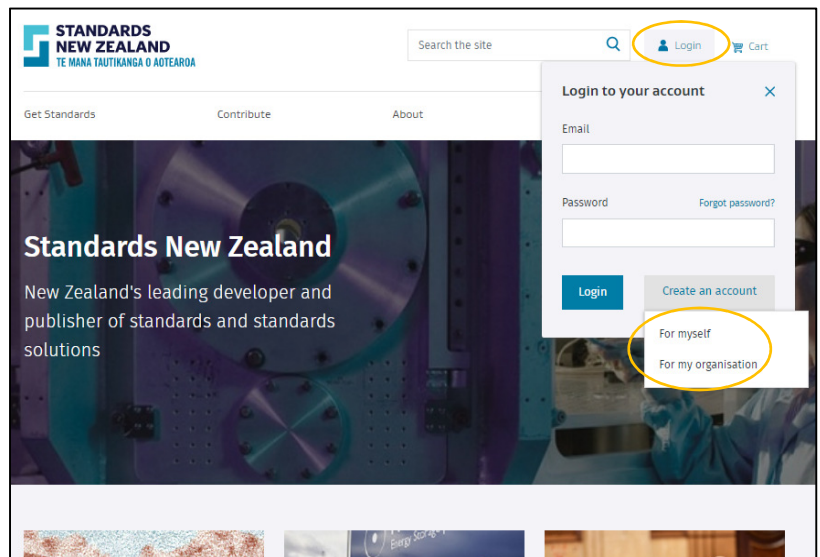 STANDARDS
NEW ZEALAND
TE MANA TAUTIKANGA O AOTEAROA
Search the site
Login
Cart
Get Standards
Contribute
About
Login to your account
Email
Password
Forgot password?
Login
Create an account
For myself
For my organisation
Standards New Zealand
New Zealand's leading developer and
publisher of standards and standards
solutions
Energy Storage